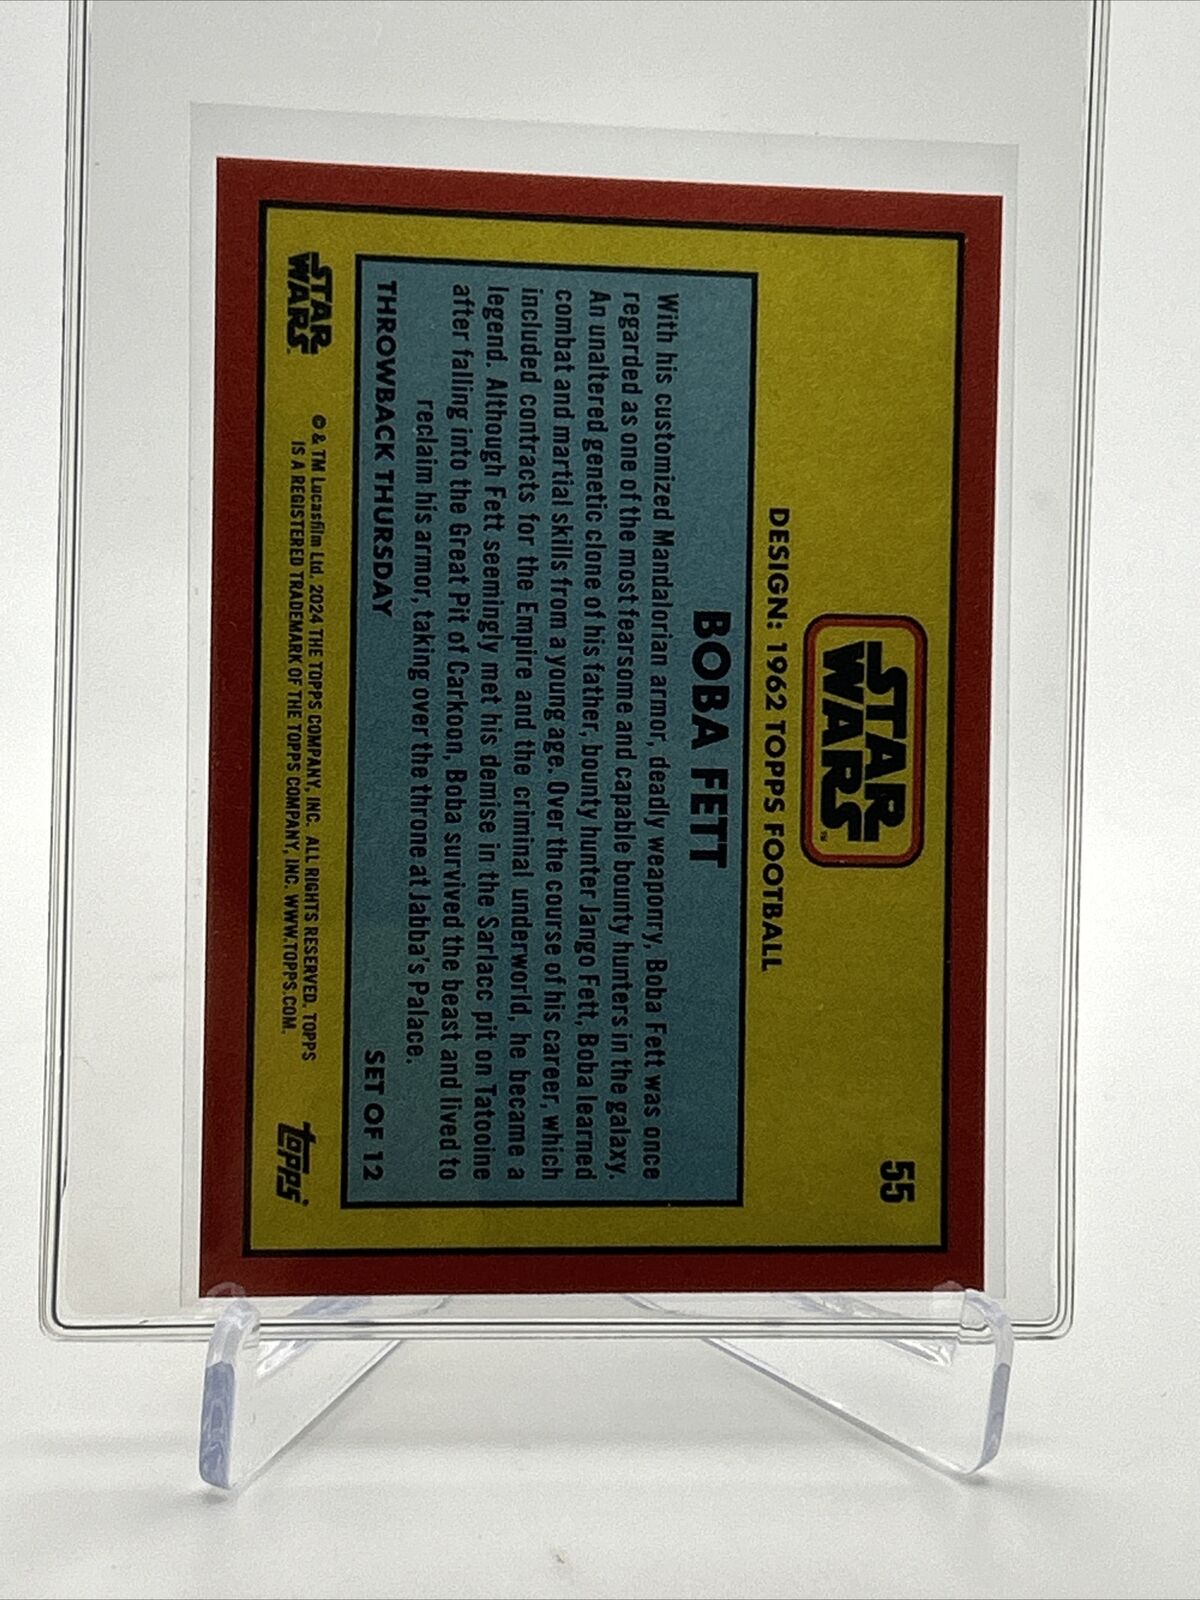 55
STAR
WARS™
DESIGN: 1962 TOPPS FOOTBALL
BOBA FETT
With his customized Mandalorian armor, deadly weaponry, Boba Fett was once
regarded as one of the most fearsome and capable bounty hunters in the galaxy.
An unaltered genetic clone of his father, bounty hunter Jango Fett, Boba learned
combat and martial skills from a young age. Over the course of his career, which
included contracts for the Empire and the criminal underworld, he became a
legend. Although Fett seemingly met his demise in the Sarlacc pit on Tatooine
after falling into the Great Pit of Carkoon, Boba survived the beast and lived to
reclaim his armor, taking over the throne at Jabba's Palace.
THROWBACK THURSDAY SET OF 12
STAR
WARS™
© & TM Lucasfilm Ltd. 2024 THE TOPPS COMPANY, INC. ALL RIGHTS RESERVED. TOPPS
IS A REGISTERED TRADEMARK OF THE TOPPS COMPANY, INC. WWW.TOPPS.COM.
topps®